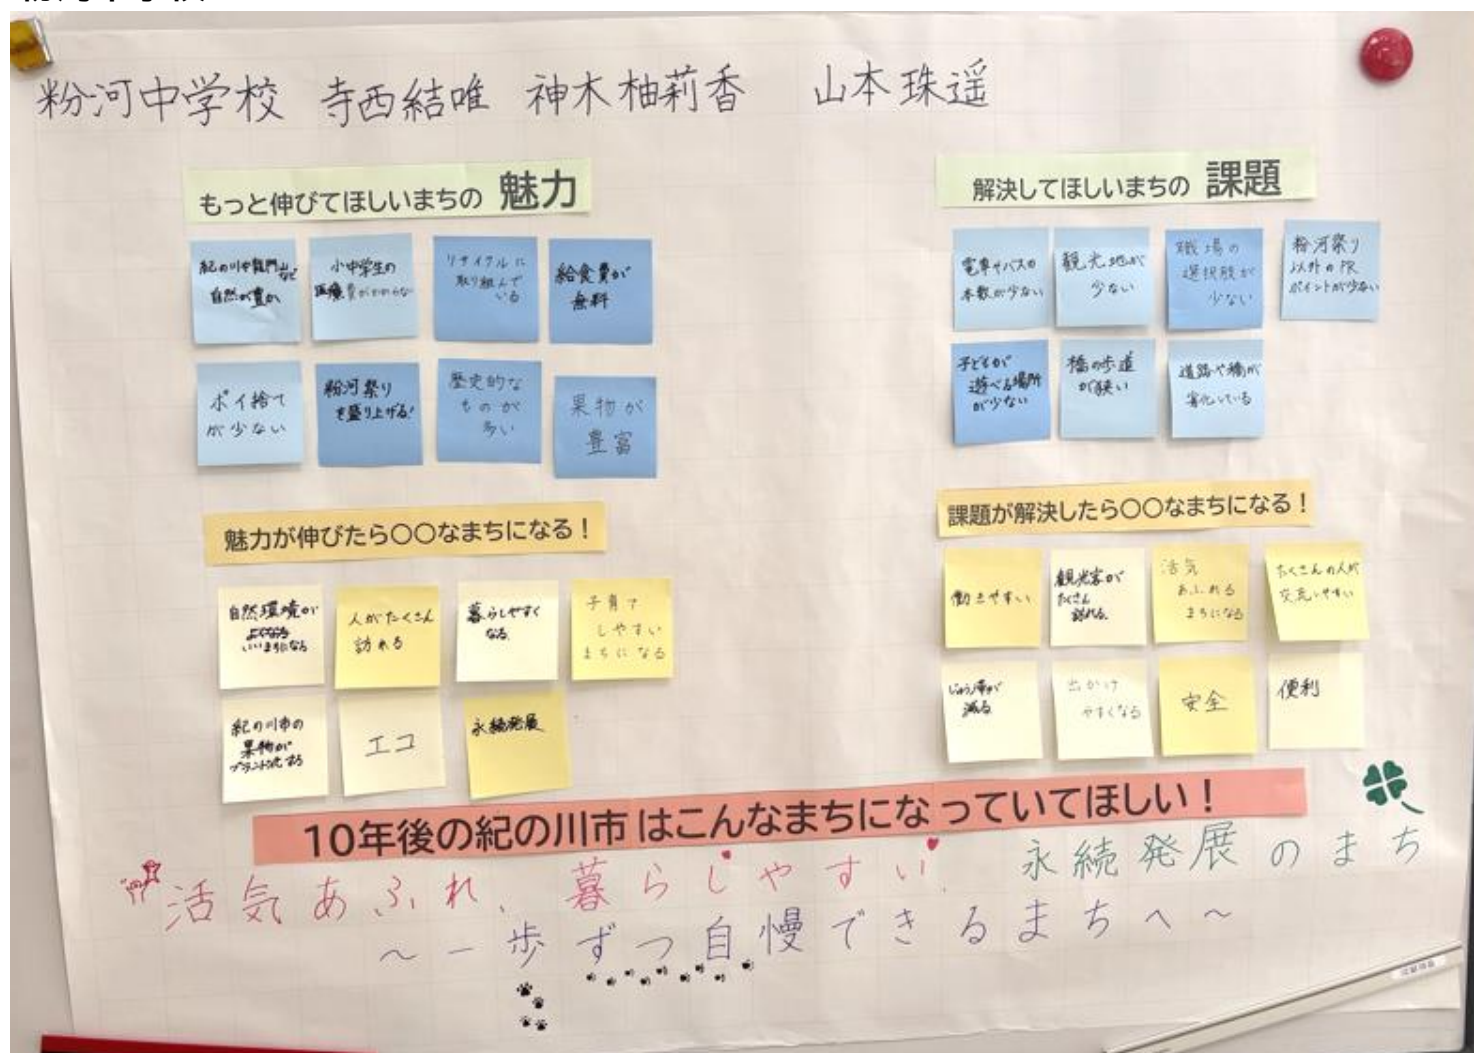 粉河中学校 寺西結唯 神木柚莉香 山本珠遥
もっと伸びてほしいまちの 魅力
紀の川や龍門山など
自然が豊か
小中学生の
医療費がかからない
リサイクルに
取り組んで
いる
給食費が
無料
ポイ捨て
が少ない
粉河祭り
を盛り上げる!
歴史的な
ものが
多い
果物が
豊富
解決してほしいまちの 課題
電車やバスの
本数が少ない
観光地が
少ない
職場の
選択肢が
少ない
粉河祭り
以外のPR
ポイントが少ない
子どもが
遊べる場所
が少ない
橋の歩道
が狭い
道路や橋が
劣化している
魅力が伸びたら〇〇なまちになる！
自然環境が
よくなる
いいまちになる
人がたくさん
訪れる
暮らしやすく
なる
子育て
しやすい
まちになる
紀の川市の
果物が
ブランド化する
エコ
永続発展
課題が解決したら〇〇なまちになる！
働きやすい
観光客が
たくさん
訪れる
活気
あふれる
まちになる
たくさんの人が
交流しやすい
じゅう滞が
減る
出かけ
やすくなる
安全
便利
10年後の紀の川市はこんなまちになっていてほしい！
活気あふれ、暮らしやすい、永続発展のまち
～一歩ずつ自慢できるまちへ～